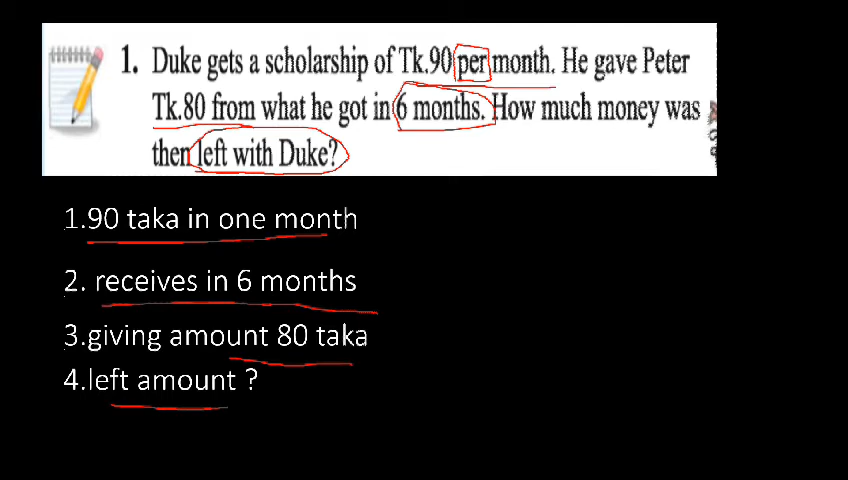 1. Duke gets a scholarship of Tk.90 per month. He gave Peter
Tk.80 from what he got in 6 months. How much money was
then left with Duke?
1.90 taka in one month
2. receives in 6 months
3.giving amount 80 taka
4.left amount ?